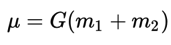 μ = G(m₁ + m₂)